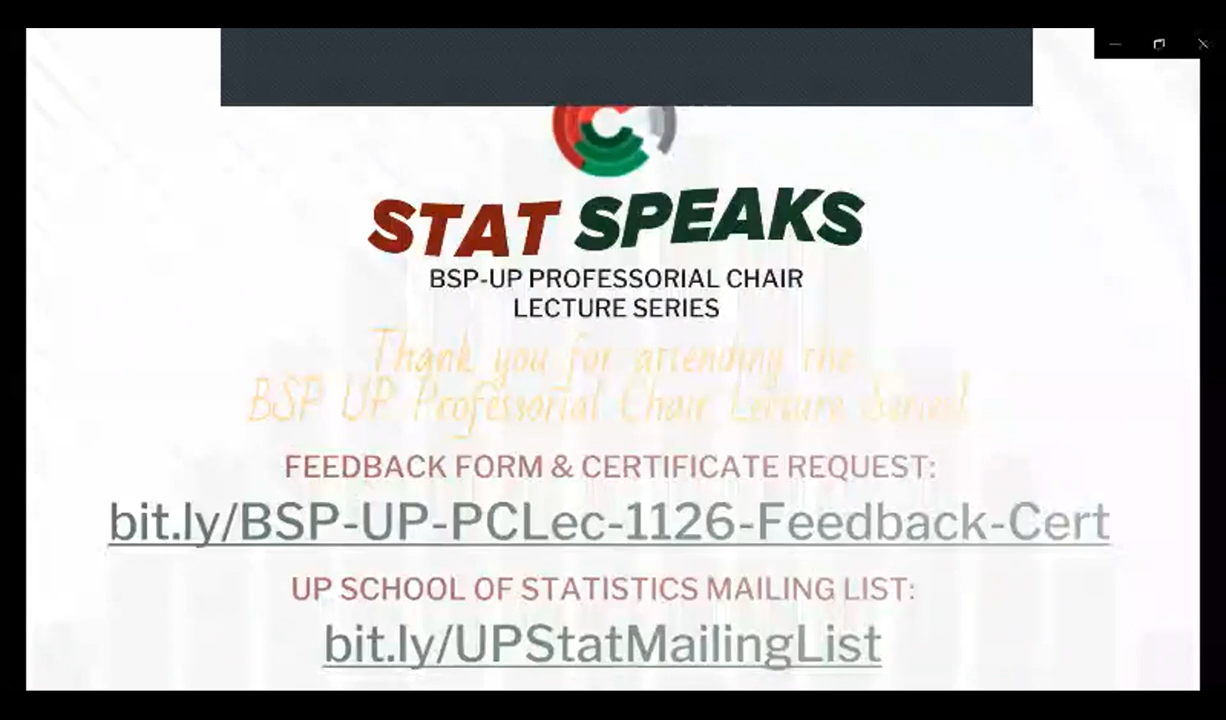 STAT SPEAKS
BSP-UP PROFESSORIAL CHAIR
LECTURE SERIES
Thank you for attending the
BSP UP Professorial Chair Lecture Series!
FEEDBACK FORM & CERTIFICATE REQUEST:
bit.ly/BSP-UP-PCLec-1126-Feedback-Cert
UP SCHOOL OF STATISTICS MAILING LIST:
bit.ly/UPStatMailingList